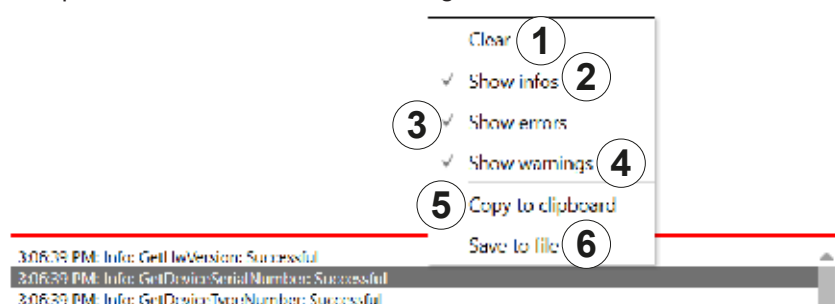 Clear 1
Show infos 2
3 Show errors
Show warnings 4
5 Copy to clipboard
Save to file 6
3:06:39 PM: Info: GetHwVersion: Successful
3:06:39 PM: Info: GetDeviceSerialNumber: Successful
3:06:39 PM: Info: GetDeviceTypeNumber: Successful